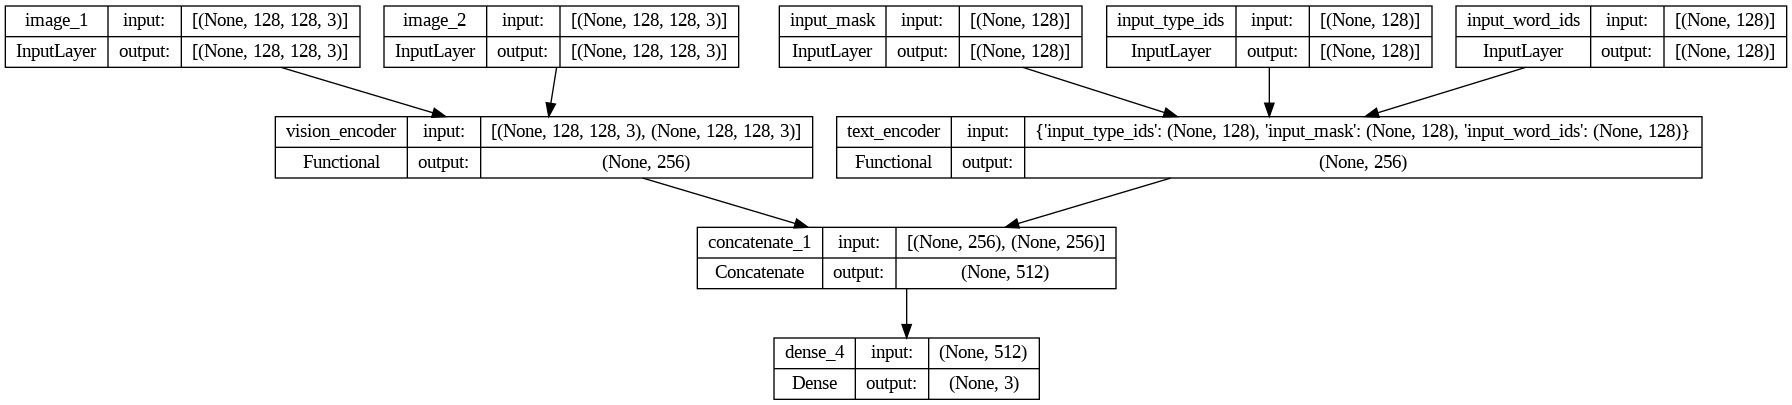 image_1 input: [(None, 128, 128, 3)]
InputLayer output: [(None, 128, 128, 3)]
image_2 input: [(None, 128, 128, 3)]
InputLayer output: [(None, 128, 128, 3)]
input_mask input: [(None, 128)]
InputLayer output: [(None, 128)]
input_type_ids input: [(None, 128)]
InputLayer output: [(None, 128)]
input_word_ids input: [(None, 128)]
InputLayer output: [(None, 128)]
vision_encoder input: [(None, 128, 128, 3), (None, 128, 128, 3)]
Functional output: (None, 256)
text_encoder input: {'input_type_ids': (None, 128), 'input_mask': (None, 128), 'input_word_ids': (None, 128)}
Functional output: (None, 256)
concatenate_1 input: [(None, 256), (None, 256)]
Concatenate output: (None, 512)
dense_4 input: (None, 512)
Dense output: (None, 3)